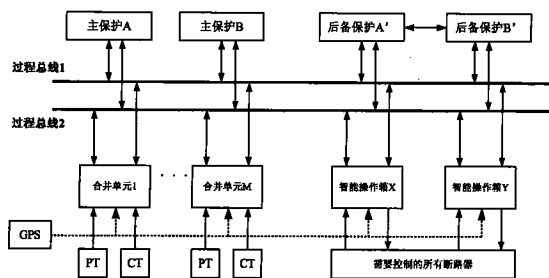 主保护A
主保护B
后备保护A'
后备保护B'
过程总线1
过程总线2
合并单元1
· · ·
合并单元M
智能操作箱X
智能操作箱Y
GPS
PT
CT
PT
CT
需要控制的所有断路器